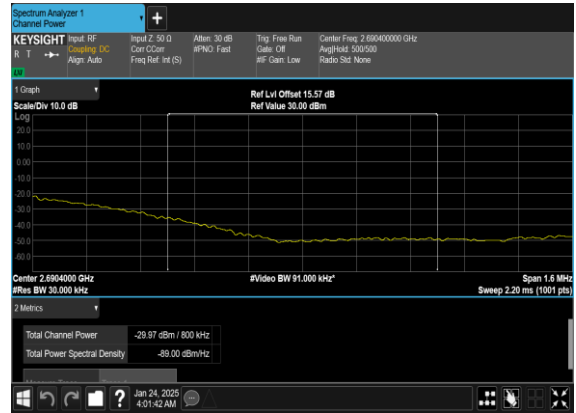 Spectrum Analyzer 1
Channel Power
KEYSIGHT Input: RF Input Z: 50 Ω Atten: 30 dB Trig: Free Run Center Freq: 2.690400000 GHz
R T Coupling: DC Corr CCorr #PNO: Fast Gate: Off Avg|Hold: 500/500
Align: Auto Freq Ref: Int (S) #IF Gain: Low Radio Std: None
LV
1 Graph
Scale/Div 10.0 dB Ref Lvl Offset 15.57 dB
Ref Value 30.00 dBm
Log
20.0
10.0
0.00
-10.0
-20.0
-30.0
-40.0
-50.0
-60.0
Center 2.6904000 GHz #Video BW 91.000 kHz* Span 1.6 MHz
#Res BW 30.000 kHz Sweep 2.20 ms (1001 pts)
2 Metrics
Total Channel Power -29.97 dBm / 800 kHz
Total Power Spectral Density -89.00 dBm/Hz
Jan 24, 2025
4:01:42 AM